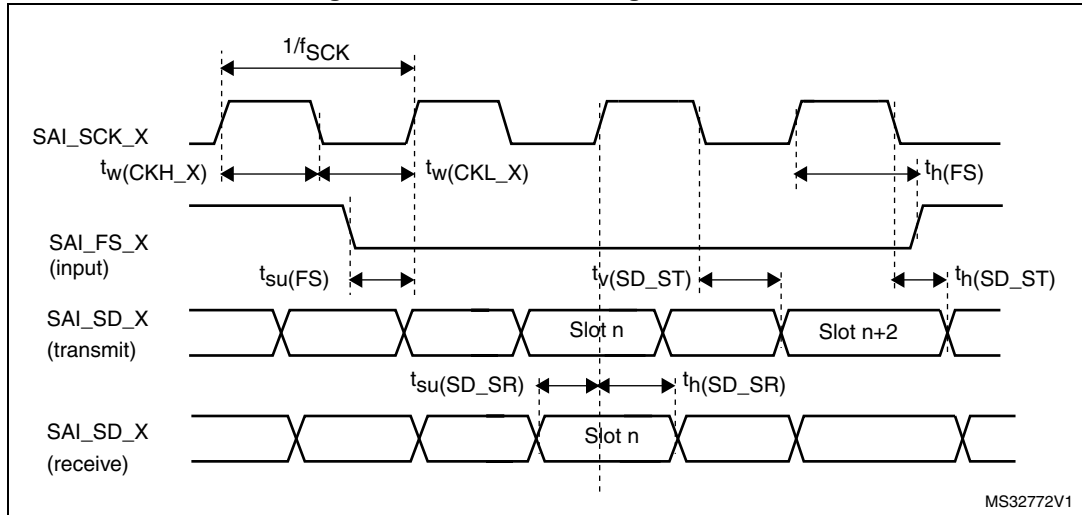 1/fSCK
SAI_SCK_X
tw(CKH_X)
tw(CKL_X)
th(FS)
SAI_FS_X
(input)
tsu(FS)
tv(SD_ST)
th(SD_ST)
SAI_SD_X
(transmit)
Slot n
Slot n+2
tsu(SD_SR)
th(SD_SR)
SAI_SD_X
(receive)
Slot n
MS32772V1